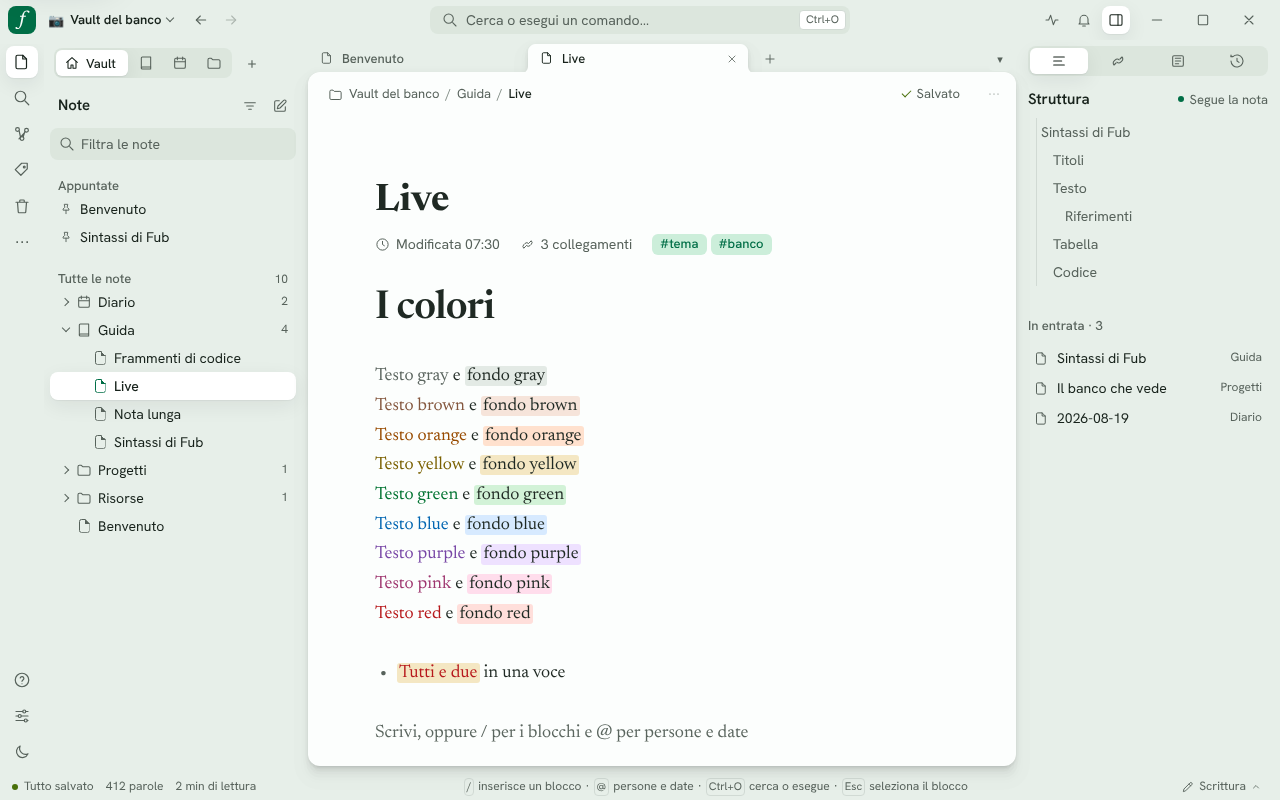 Vault del banco
Cerca o esegui un comando...
Ctrl+O
Vault
Note
Filtra le note
Appuntate
Benvenuto
Sintassi di Fub
Tutte le note 10
Diario 2
Guida 4
Frammenti di codice
Live
Nota lunga
Sintassi di Fub
Progetti 1
Risorse 1
Benvenuto
Benvenuto
Live
Vault del banco / Guida / Live
Salvato
Live
Modificata 07:30
3 collegamenti
#tema
#banco
I colori
Testo gray e fondo gray
Testo brown e fondo brown
Testo orange e fondo orange
Testo yellow e fondo yellow
Testo green e fondo green
Testo blue e fondo blue
Testo purple e fondo purple
Testo pink e fondo pink
Testo red e fondo red
• Tutti e due in una voce
Scrivi, oppure / per i blocchi e @ per persone e date
Struttura
Segue la nota
Sintassi di Fub
Titoli
Testo
Riferimenti
Tabella
Codice
In entrata · 3
Sintassi di Fub Guida
Il banco che vede Progetti
2026-08-19 Diario
Tutto salvato 412 parole 2 min di lettura
/ inserisce un blocco · @ persone e date · Ctrl+O cerca o esegue · Esc seleziona il blocco
Scrittura